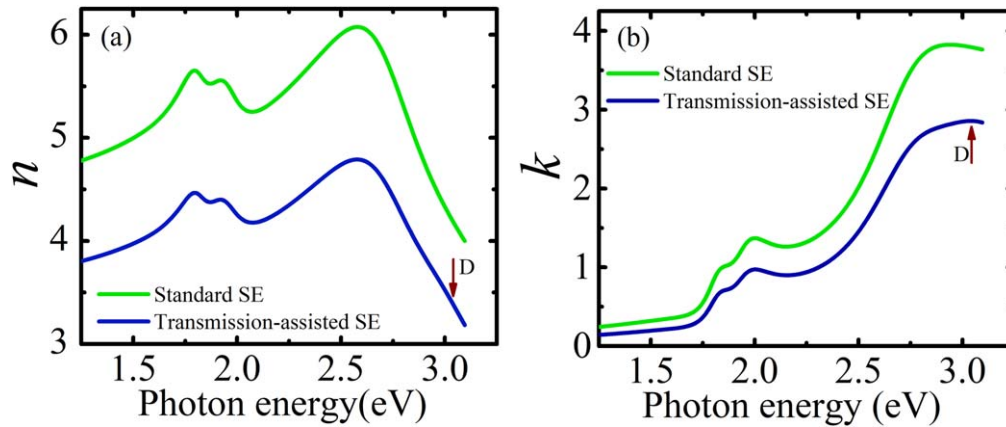 (a)
6
5
4
3
n
Standard SE
Transmission-assisted SE
D
1.5 2.0 2.5 3.0
Photon energy(eV)
(b)
4
3
2
1
0
k
Standard SE
Transmission-assisted SE
D
1.5 2.0 2.5 3.0
Photon energy (eV)